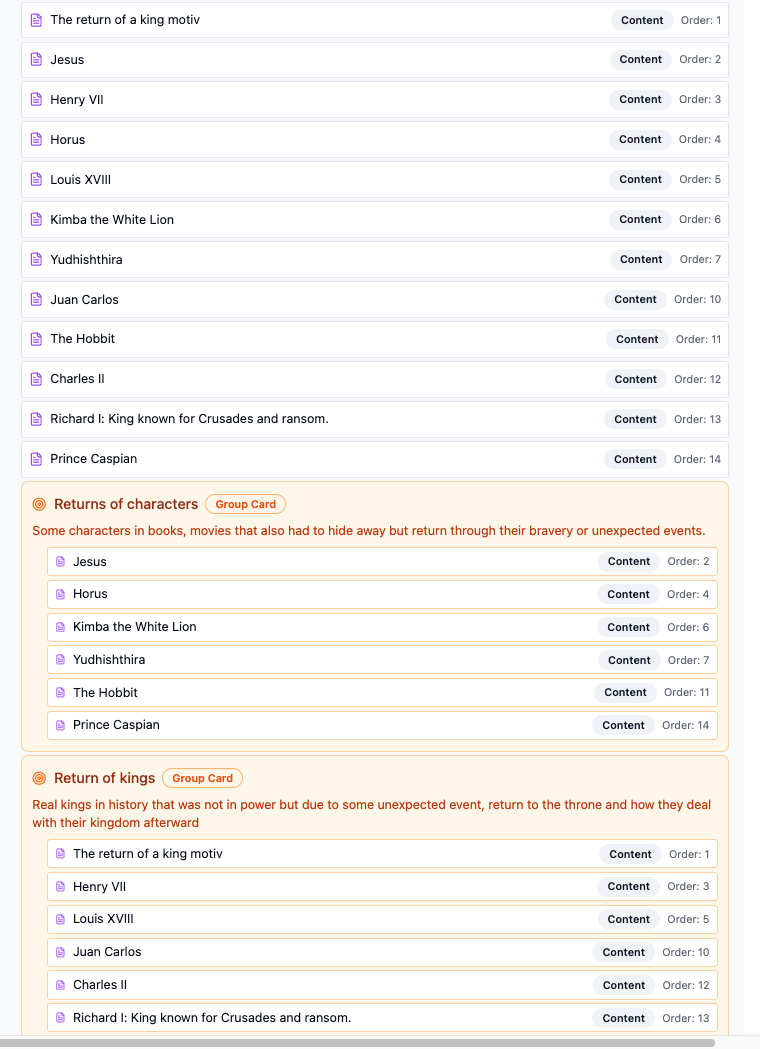 The return of a king motiv Content Order: 1
Jesus Content Order: 2
Henry VII Content Order: 3
Horus Content Order: 4
Louis XVIII Content Order: 5
Kimba the White Lion Content Order: 6
Yudhishthira Content Order: 7
Juan Carlos Content Order: 10
The Hobbit Content Order: 11
Charles II Content Order: 12
Richard I: King known for Crusades and ransom. Content Order: 13
Prince Caspian Content Order: 14
Returns of characters Group Card
Some characters in books, movies that also had to hide away but return through their bravery or unexpected events.
Jesus Content Order: 2
Horus Content Order: 4
Kimba the White Lion Content Order: 6
Yudhishthira Content Order: 7
The Hobbit Content Order: 11
Prince Caspian Content Order: 14
Return of kings Group Card
Real kings in history that was not in power but due to some unexpected event, return to the throne and how they deal
with their kingdom afterward
The return of a king motiv Content Order: 1
Henry VII Content Order: 3
Louis XVIII Content Order: 5
Juan Carlos Content Order: 10
Charles II Content Order: 12
Richard I: King known for Crusades and ransom. Content Order: 13